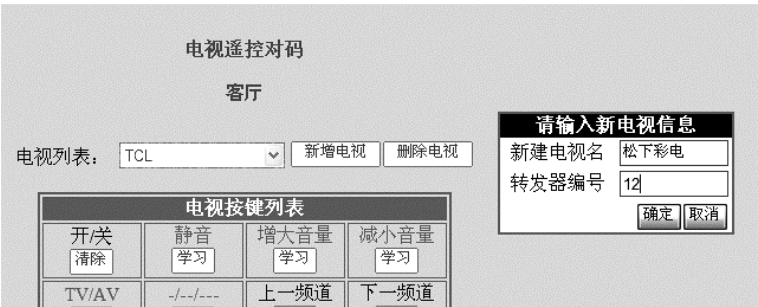 电视遥控对码
客厅
电视列表： TCL 新增电视 删除电视
请输入新电视信息
新建电视名 松下彩电
转发器编号 12
确定 取消
电视按键列表
开/关 静音 增大音量 减小音量
清除 学习 学习 学习
TV/AV -/--/--- 上一频道 下一频道